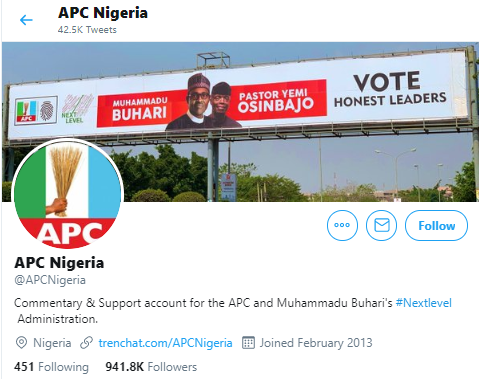 APC Nigeria
42.5K Tweets
APC
NEXT
LEVEL
MUHAMMADU
BUHARI
PASTOR YEMI
OSINBAJO
VOTE
HONEST LEADERS
APC
Follow
APC Nigeria
@APCNigeria
Commentary & Support account for the APC and Muhammadu Buhari's #Nextlevel
Administration.
Nigeria trenchat.com/APCNigeria Joined February 2013
451 Following 941.8K Followers